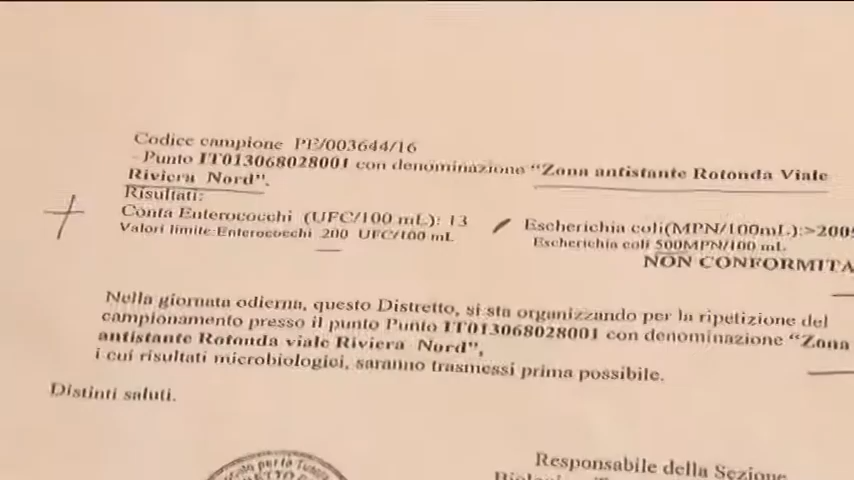 Codice campione PE/003644/16
- Punto IT013068028001 con denominazione “Zona antistante Rotonda Viale
Riviera Nord”.
Risultati:
Conta Enterococchi (UFC/100 mL): 13 Escherichia coli(MPN/100mL):>2005
Valori limite Enterococchi 200 UFC/100 mL Escherichia coli 500MPN/100 mL
NON CONFORMITA
Nella giornata odierna, questo Distretto, si sta organizzando per la ripetizione del
campionamento presso il punto Punto IT013068028001 con denominazione “Zona
antistante Rotonda viale Riviera Nord”,
i cui risultati microbiologici, saranno trasmessi prima possibile.
Distinti saluti.
per la
Responsabile della Sezione